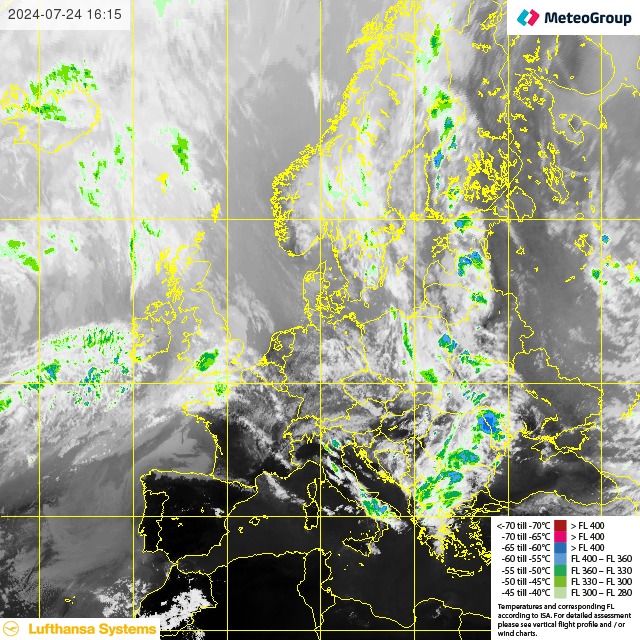 2024-07-24 16:15
MeteoGroup
<-70 till -70°C > FL 400
-70 till -65°C > FL 400
-65 till -60°C > FL 400
-60 till -55°C FL 400 – FL 360
-55 till -50°C FL 360 – FL 330
-50 till -45°C FL 330 – FL 300
-45 till -40°C FL 300 – FL 280
Temperatures and corresponding FL
according to ISA. For detailed assessment
please see vertical flight profile and / or
wind charts.
Lufthansa Systems